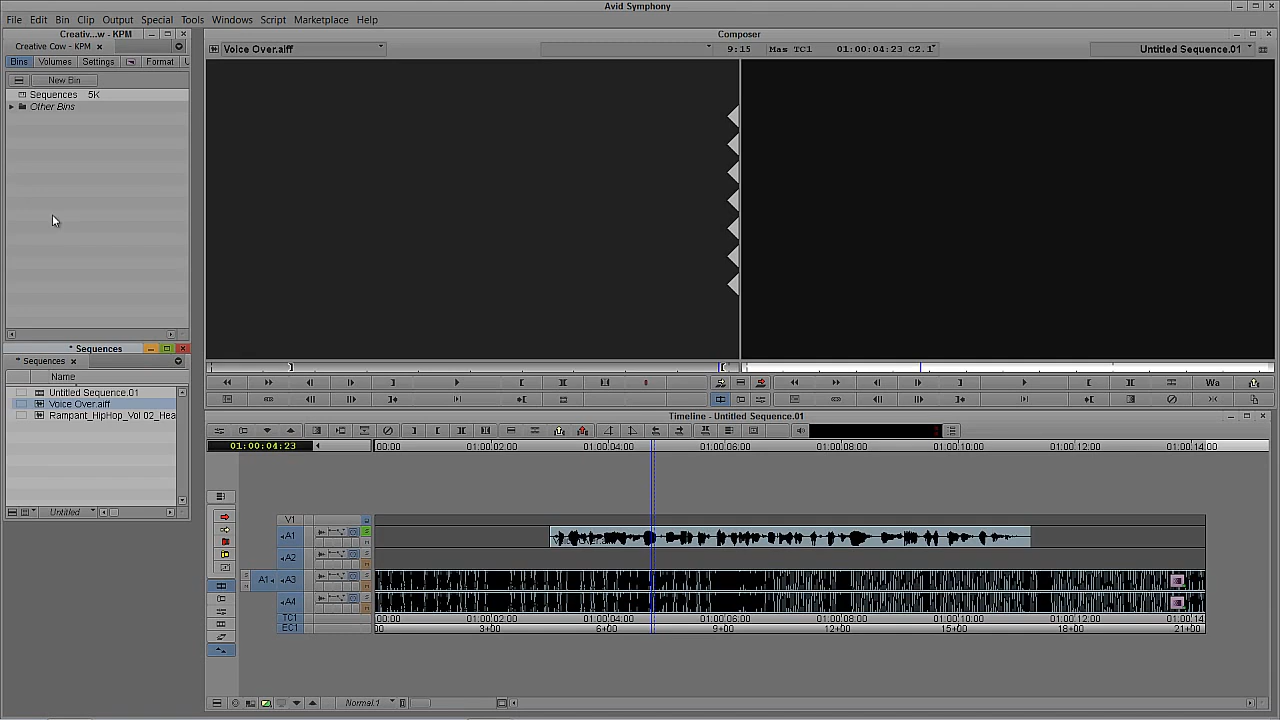 Avid Symphony
File Edit Bin Clip Output Special Tools Windows Script Marketplace Help
Creativ...w - KPM
Composer
Creative Cow - KPM
Voice Over.aiff 9:15 Mas TC1 01:00:04:23 C2.1 Untitled Sequence.01
Bins Volumes Settings Format U
New Bin
Sequences 5K
Other Bins
* Sequences
* Sequences
Name
Untitled Sequence.01
Voice Over.aiff
Rampant_HipHop_Vol 02_Hea
Wa
Timeline - Untitled Sequence.01
01:00:04:23 00:00 01:00:02:00 01:00:04:00 01:00:06:00 01:00:08:00 01:00:10:00 01:00:12:00 01:00:14:00
V1
A1
A2
A1 A3
A4
TC1 00:00 01:00:02:00 01:00:04:00 01:00:06:00 01:00:08:00 01:00:10:00 01:00:12:00 01:00:14
EC1 00 3+00 6+00 9+00 12+00 15+00 18+00 21+00
Untitled
Normal.1